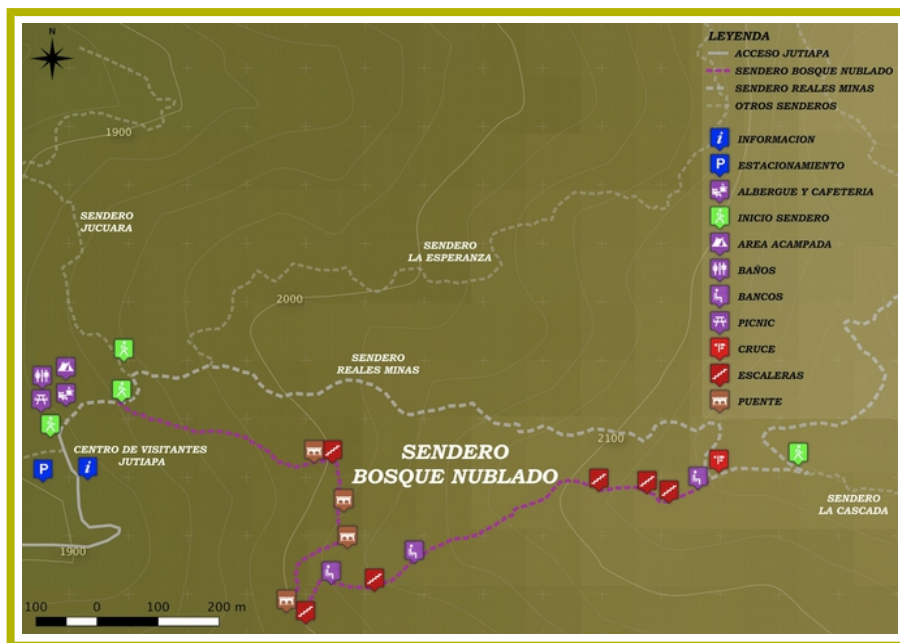 N
LEYENDA
ACCESO JUTIAPA
SENDERO BOSQUE NUBLADO
SENDERO REALES MINAS
OTROS SENDEROS
1900
i INFORMACION
P ESTACIONAMIENTO
ALBERGUE Y CAFETERIA
INICIO SENDERO
AREA ACAMPADA
BAÑOS
BANCOS
PICNIC
CRUCE
ESCALERAS
PUENTE
SENDERO
JUCUARA
SENDERO
LA ESPERANZA
2000
SENDERO
REALES MINAS
2100
SENDERO
BOSQUE NUBLADO
CENTRO DE VISITANTES
JUTIAPA
P
i
SENDERO
LA CASCADA
1900
100 0 100 200 m